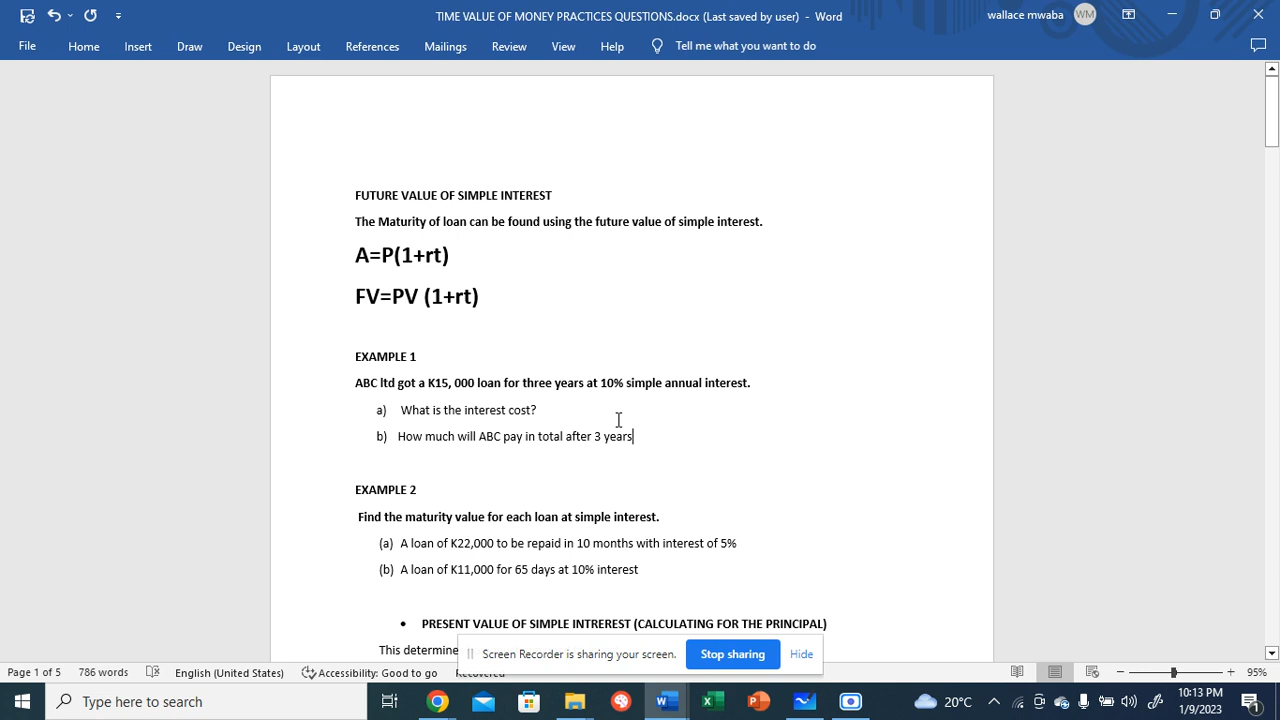 TIME VALUE OF MONEY PRACTICES QUESTIONS.docx (Last saved by user) - Word
wallace mwaba WM
File Home Insert Draw Design Layout References Mailings Review View Help Tell me what you want to do
FUTURE VALUE OF SIMPLE INTEREST
The Maturity of loan can be found using the future value of simple interest.
A=P(1+rt)
FV=PV (1+rt)
EXAMPLE 1
ABC ltd got a K15, 000 loan for three years at 10% simple annual interest.
a) What is the interest cost?
b) How much will ABC pay in total after 3 years
EXAMPLE 2
Find the maturity value for each loan at simple interest.
(a) A loan of K22,000 to be repaid in 10 months with interest of 5%
(b) A loan of K11,000 for 65 days at 10% interest
• PRESENT VALUE OF SIMPLE INTREREST (CALCULATING FOR THE PRINCIPAL)
This determine
Screen Recorder is sharing your screen. Stop sharing Hide
Page 1 of 5 786 words English (United States) Accessibility: Good to go Recovered 95%
Type here to search 20°C 10:13 PM
1/9/2023 1